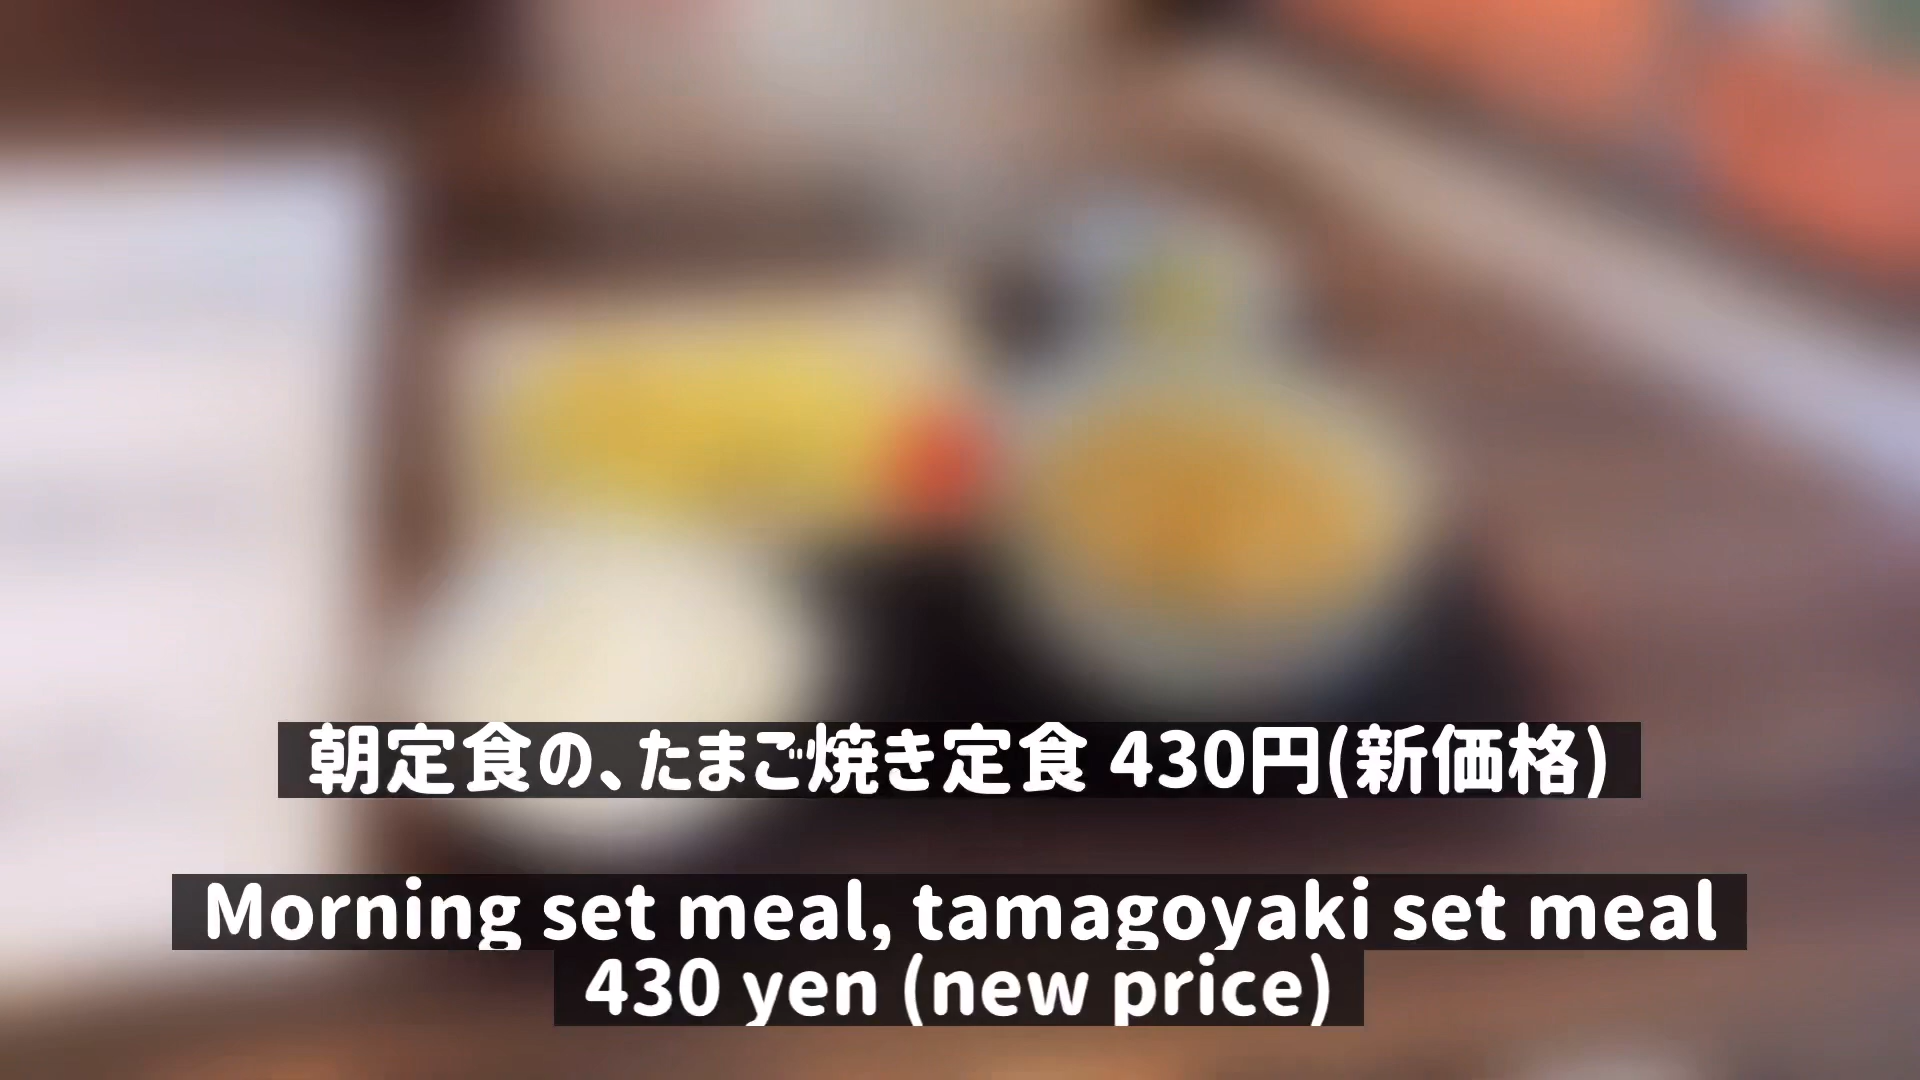 朝定食の、たまご焼き定食 430円(新価格)
Morning set meal, tamagoyaki set meal
430 yen (new price)